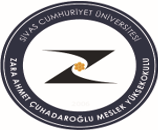 SİVAS CUMHURİYET ÜNİVERSİTESİ
ZARA AHMET ÇUHADAROĞLU MESLEK YÜKSEKOKULU